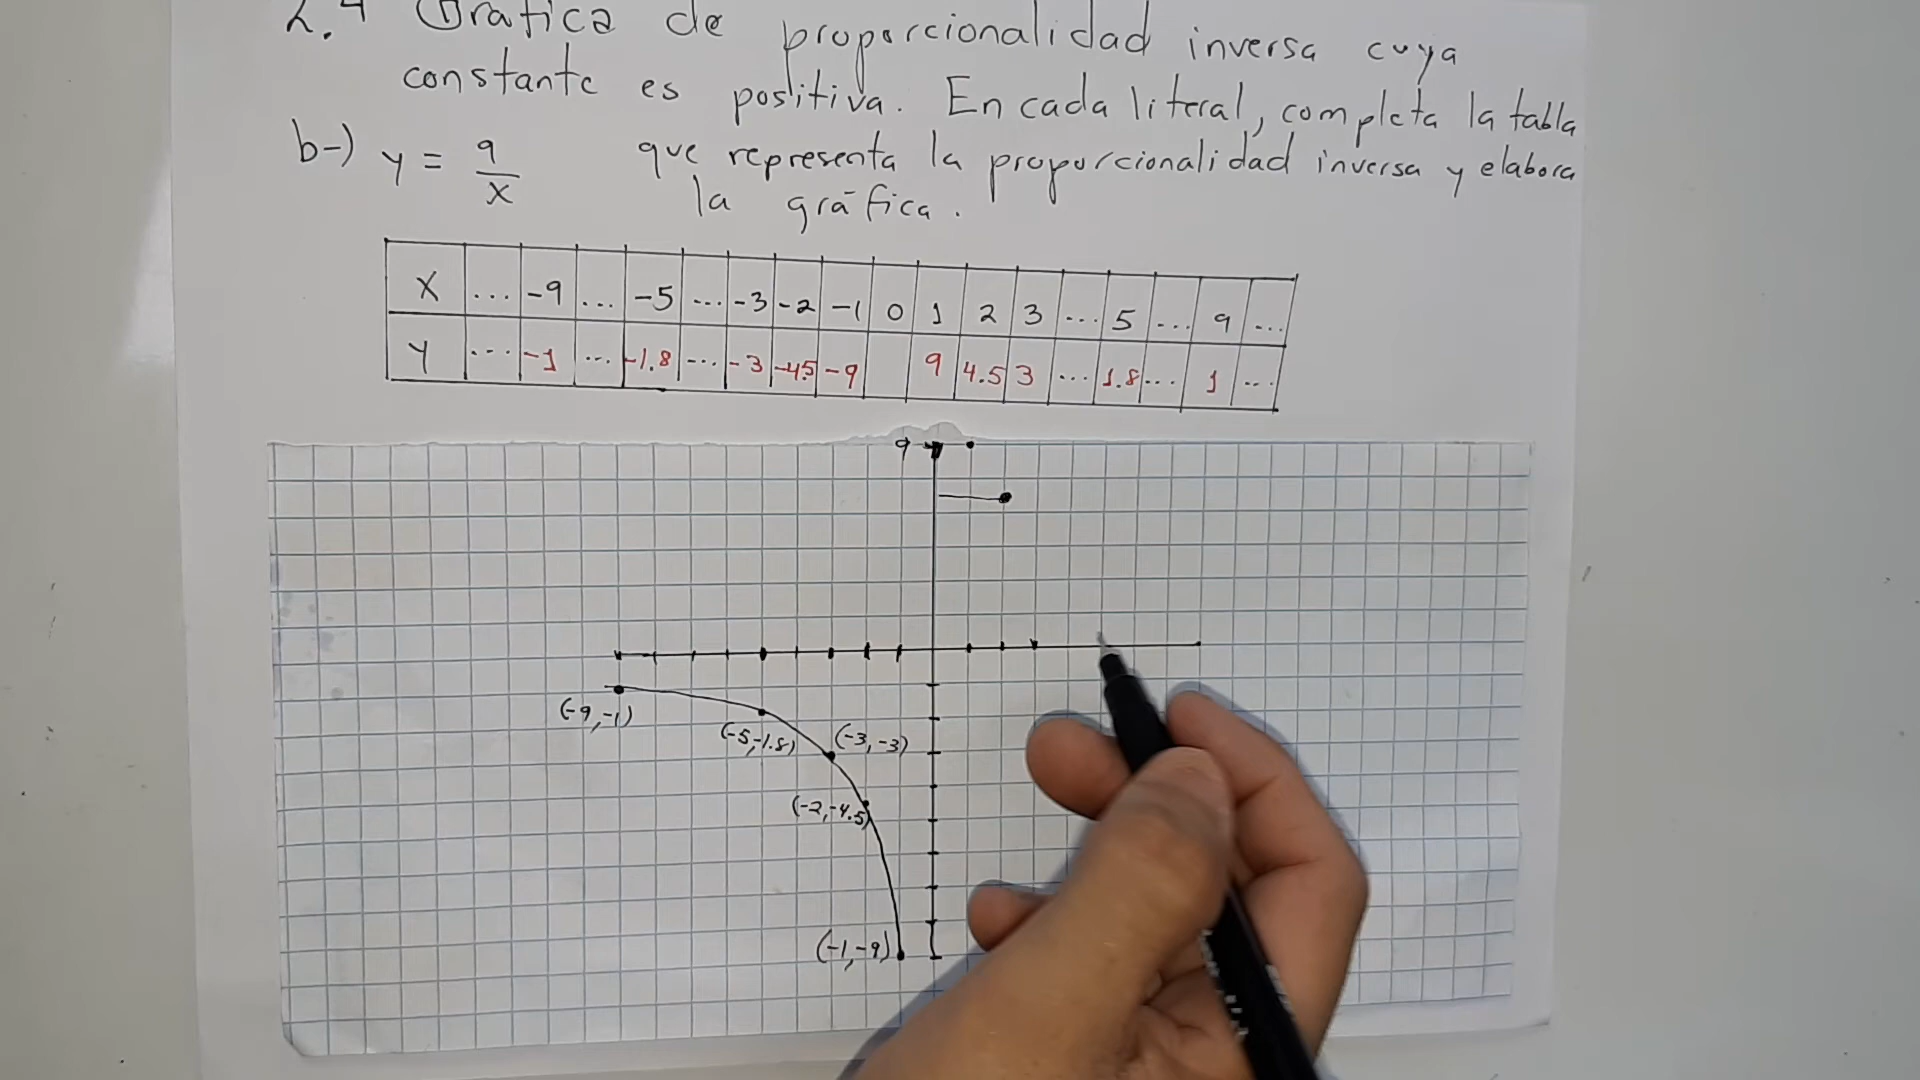 2.4 Gráfica de proporcionalidad inversa cuya
constante es positiva. En cada literal, completa la tabla
b-) y = 9/x que representa la proporcionalidad inversa y elabora
la gráfica.
X ... -9 ... -5 ... -3 -2 -1 0 1 2 3 ... 5 ... 9 ...
Y ... -1 ... -1.8 ... -3 -4.5 -9 9 4.5 3 ... 1.8 ... 1 ...
9
(-9,-1)
(-5,-1.8) (-3,-3)
(-2,-4.5)
(-1,-9)